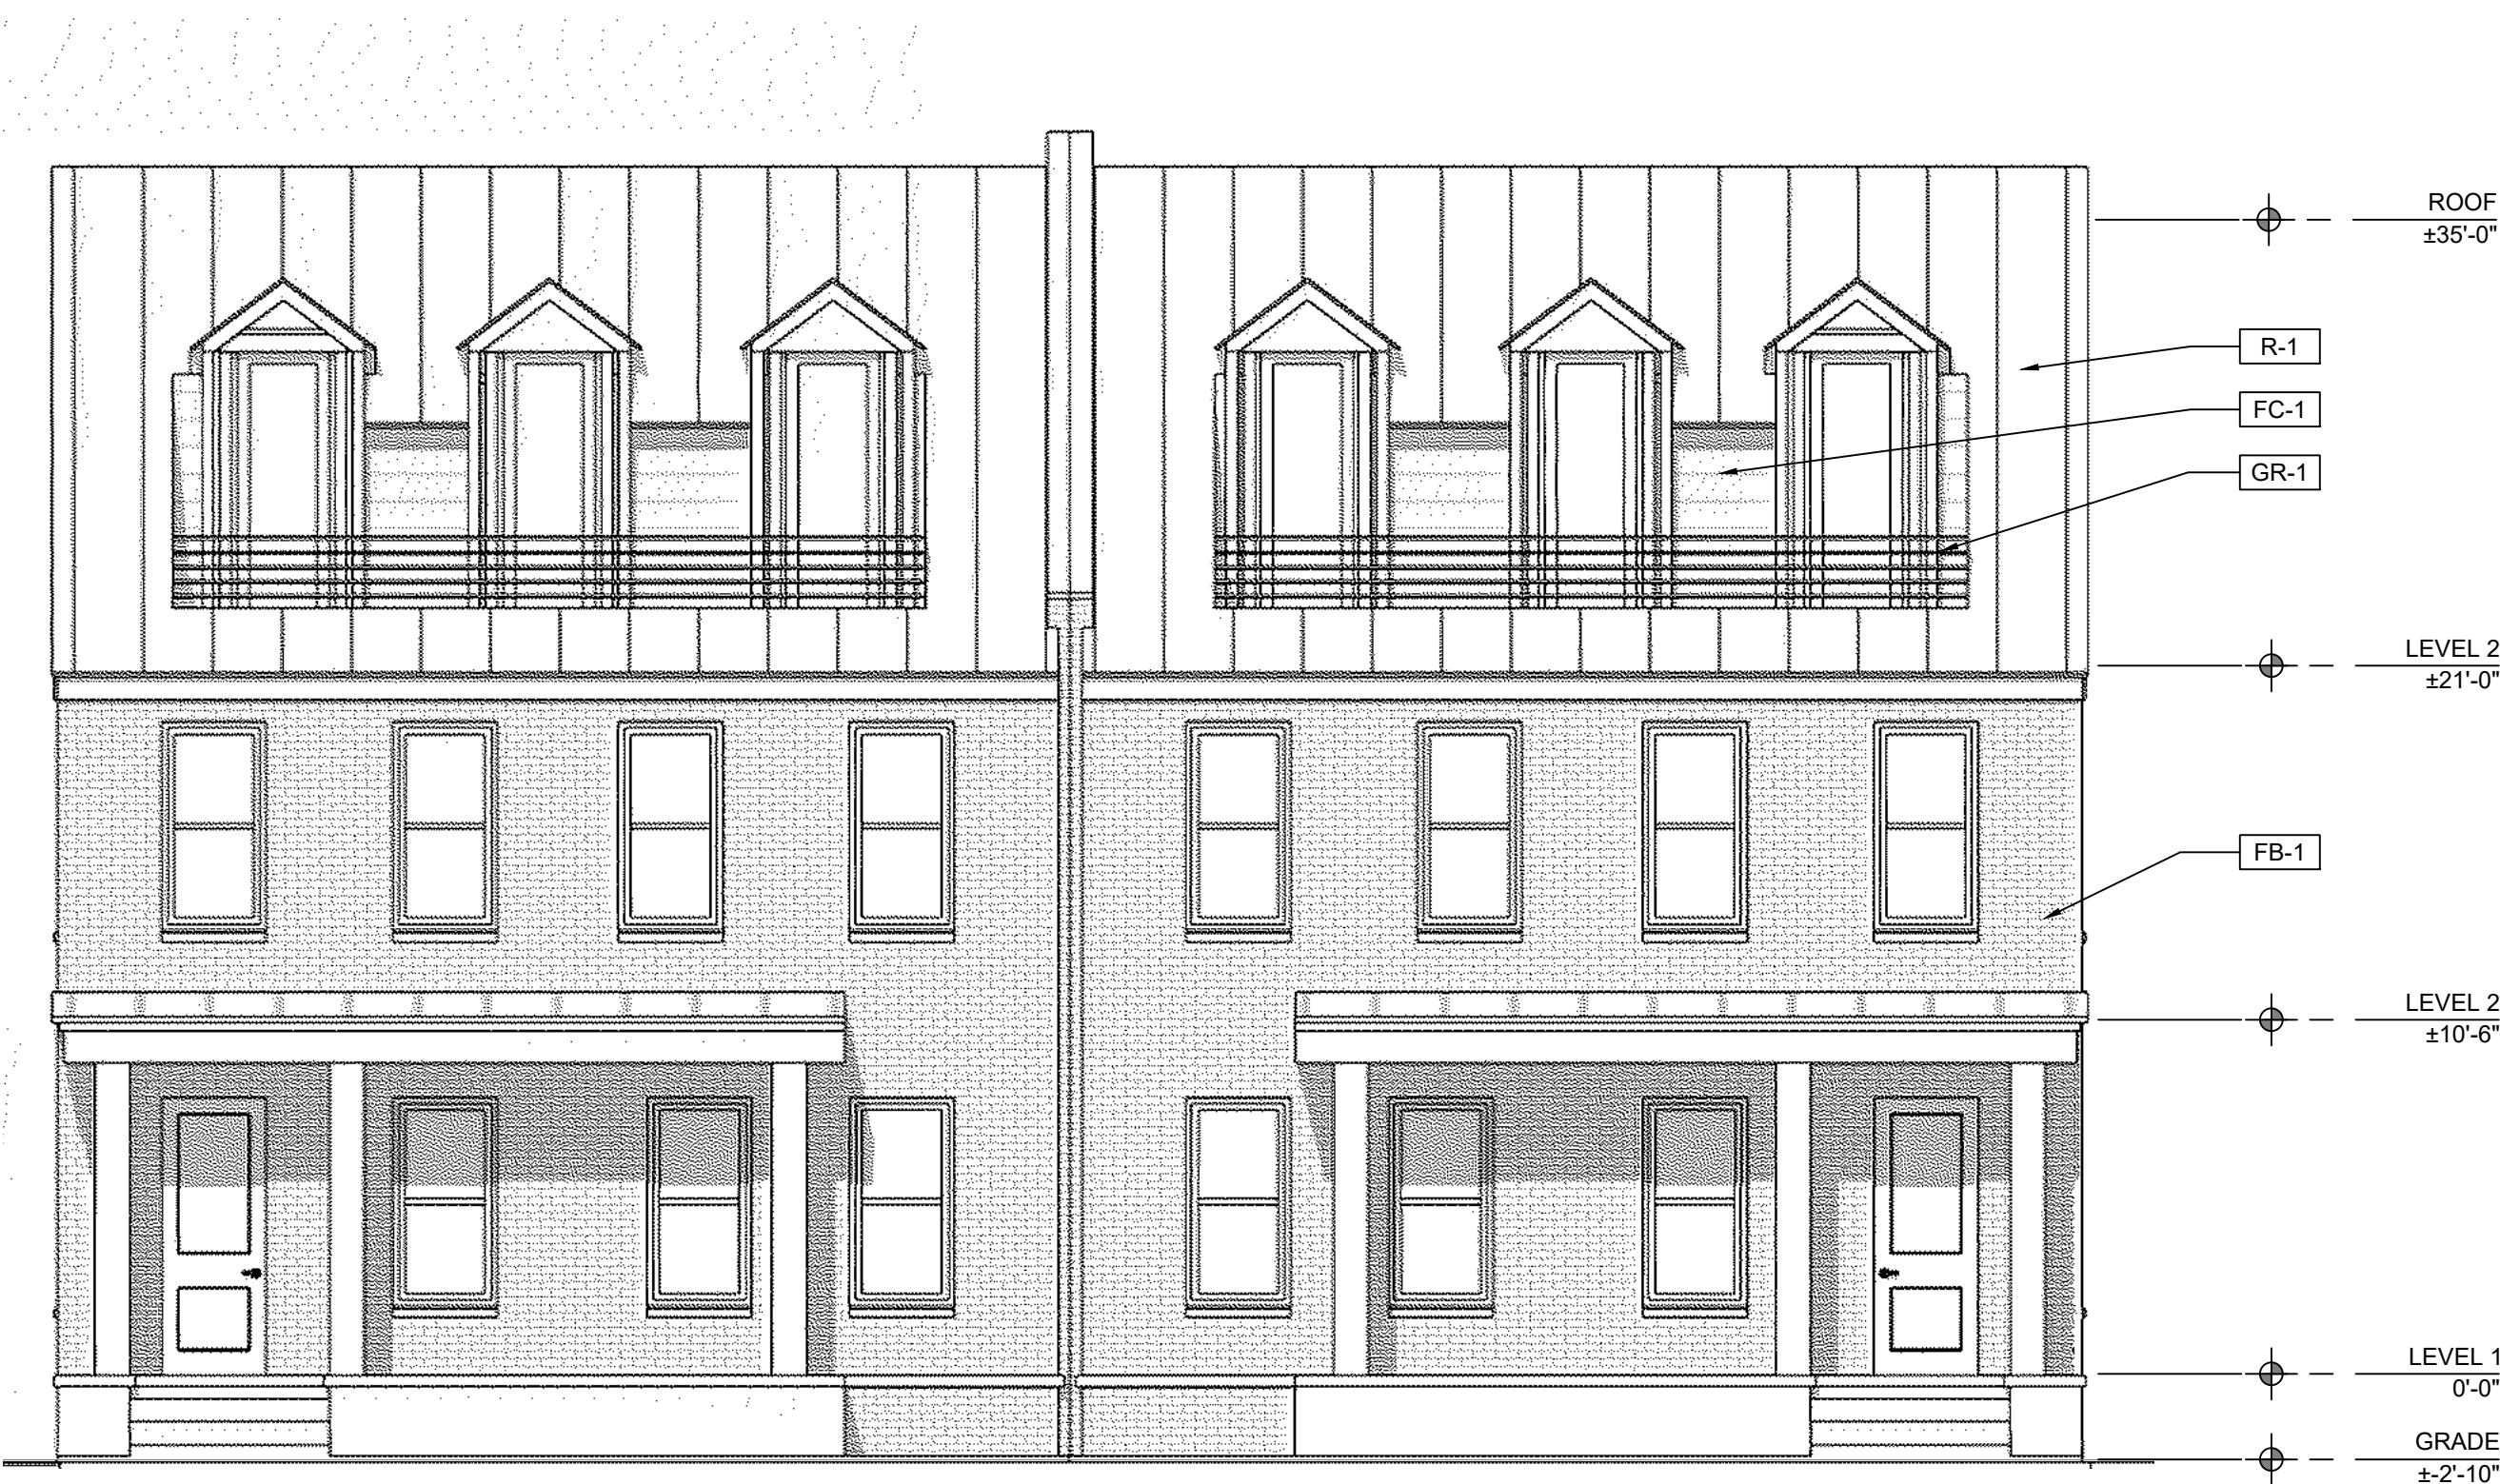 ROOF
±35'-0"
R-1
FC-1
GR-1
LEVEL 2
±21'-0"
FB-1
LEVEL 2
±10'-6"
LEVEL 1
0'-0"
GRADE
±-2'-10"